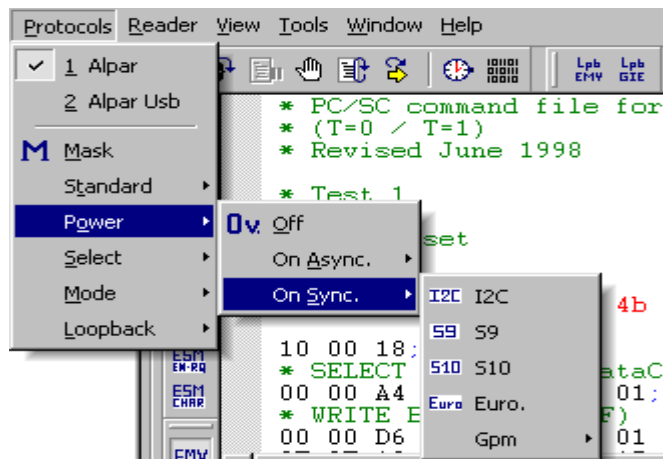 Protocols Reader View Tools Window Help
1 Alpar
2 Alpar Usb
M Mask
Standard
Power
Select
Mode
Loopback
0v. Off
On Async.
On Sync.
I2C I2C
S9 S9
S10 S10
Euro Euro.
Gpm
Lpb EMV
Lpb GIE
* PC/SC command file for
* (T=0 / T=1)
* Revised June 1998
* Test 1
set
4b
10 00 18;
* SELECT
ataC
00 00 A4
01;
* WRITE E
F)
00 00 D6
01
ESM EN-RQ
ESM CHAR
EMV